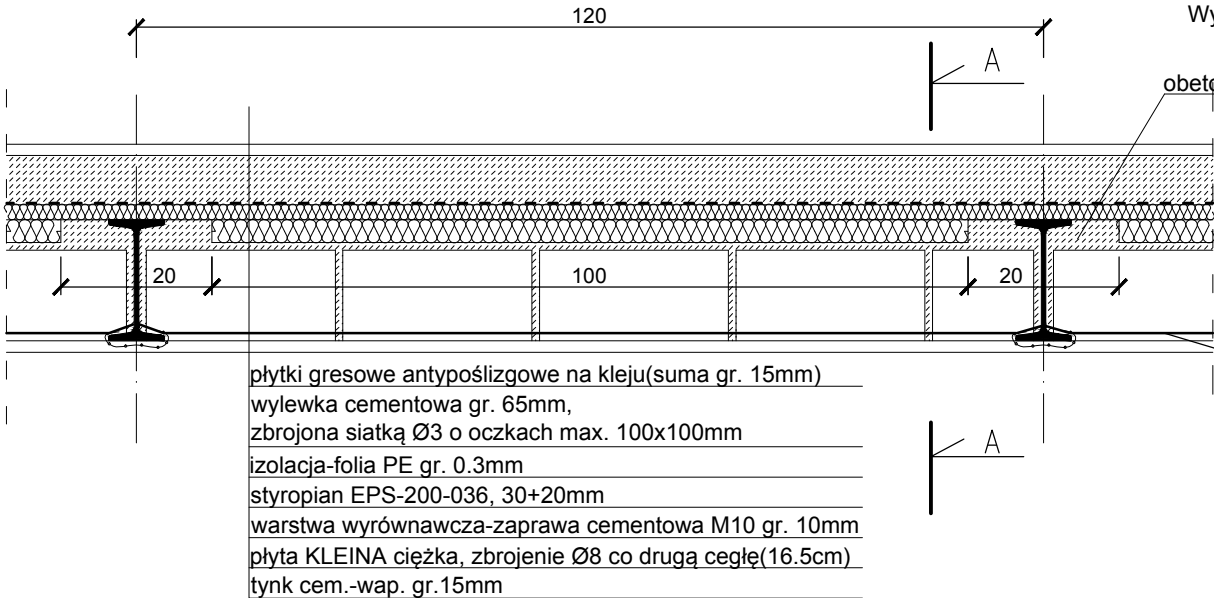 120
Wy
A
obeto
20
100
20
płytki gresowe antypoślizgowe na kleju(suma gr. 15mm)
wylewka cementowa gr. 65mm,
zbrojona siatką Ø3 o oczkach max. 100x100mm
izolacja-folia PE gr. 0.3mm
styropian EPS-200-036, 30+20mm
warstwa wyrównawcza-zaprawa cementowa M10 gr. 10mm
płyta KLEINA ciężka, zbrojenie Ø8 co drugą cegłę(16.5cm)
tynk cem.-wap. gr.15mm
A